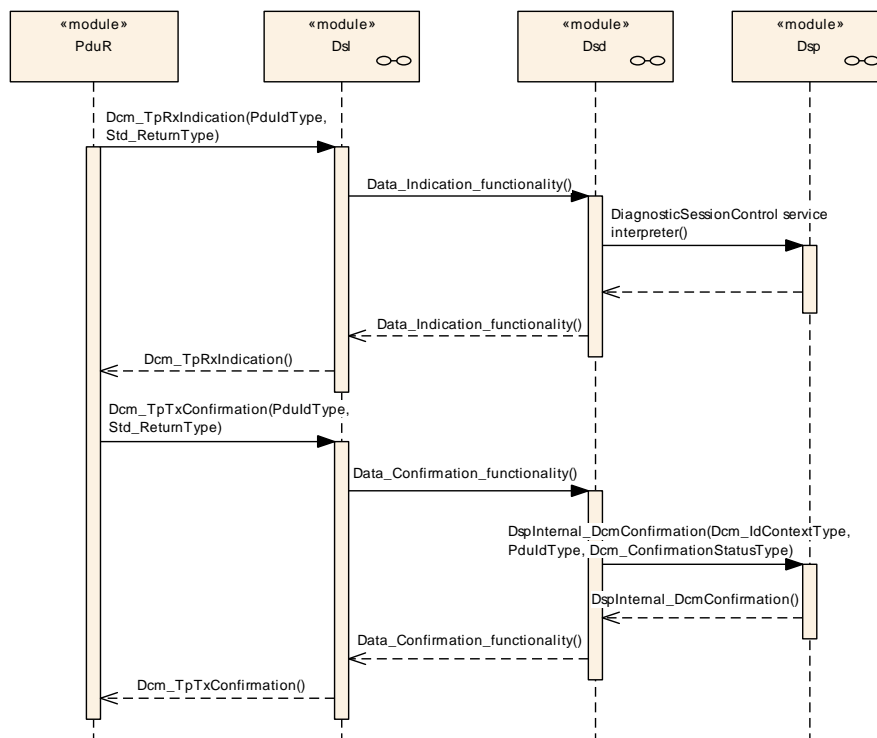 «module»
PduR
«module»
Dsl
«module»
Dsd
«module»
Dsp
Dcm_TpRxIndication(PduIdType,
Std_ReturnType)
Data_Indication_functionality()
DiagnosticSessionControl service
interpreter()
Data_Indication_functionality()
Dcm_TpRxIndication()
Dcm_TpTxConfirmation(PduIdType,
Std_ReturnType)
Data_Confirmation_functionality()
DspInternal_DcmConfirmation(Dcm_IdContextType,
PduIdType, Dcm_ConfirmationStatusType)
DspInternal_DcmConfirmation()
Data_Confirmation_functionality()
Dcm_TpTxConfirmation()